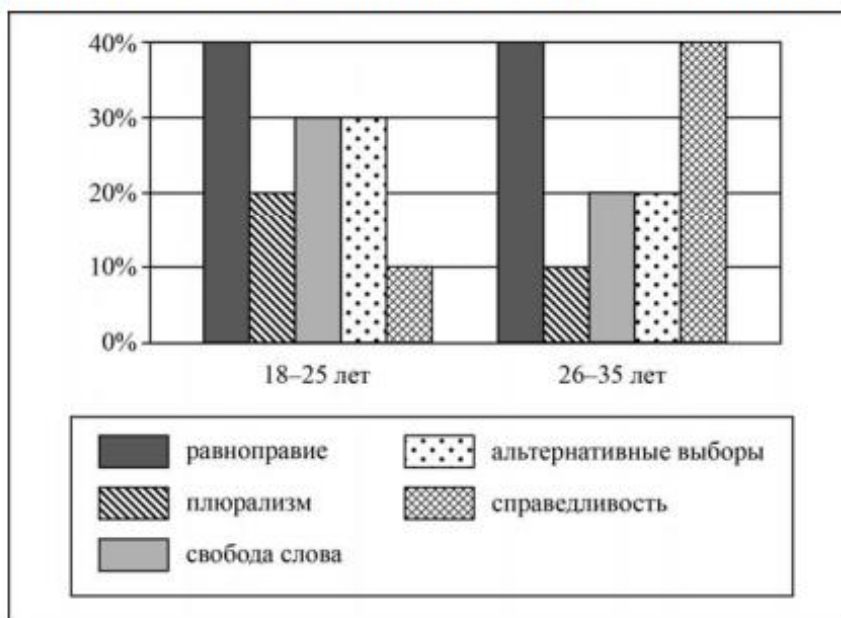 40%
30%
20%
10%
0%
18–25 лет
26–35 лет
равноправие
альтернативные выборы
плюрализм
справедливость
свобода слова